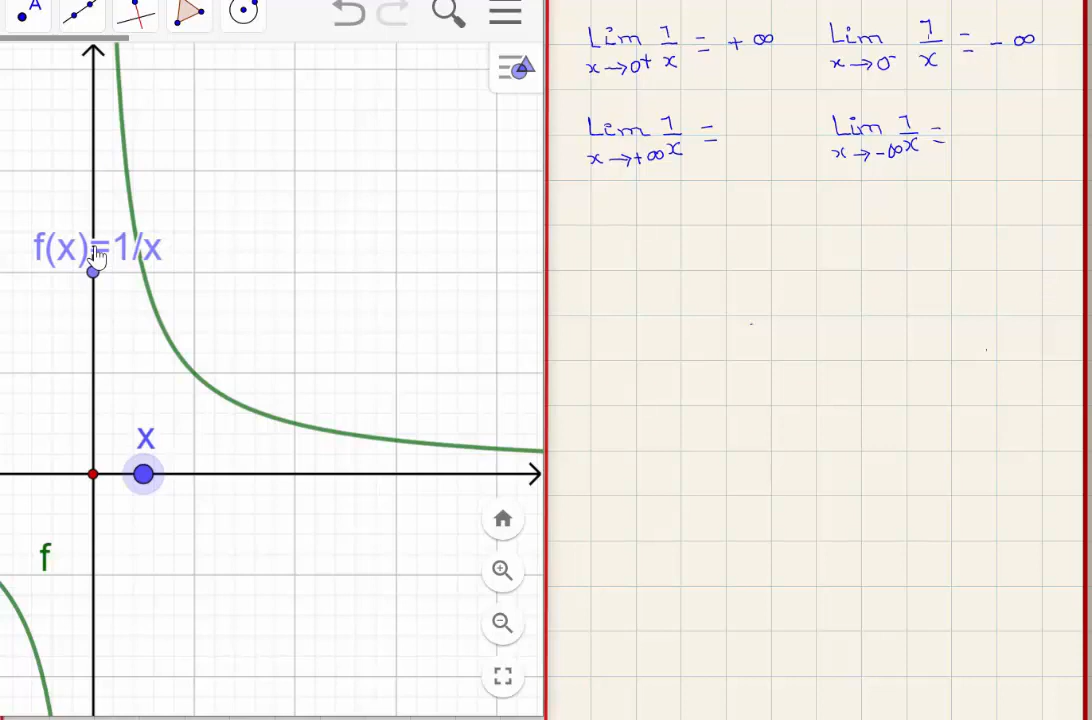 A
f(x)=1/x
x
f
Lim 1/x = + ∞
x→0+
Lim 1/x = - ∞
x→0-
Lim 1/x =
x→+∞
Lim 1/x =
x→-∞